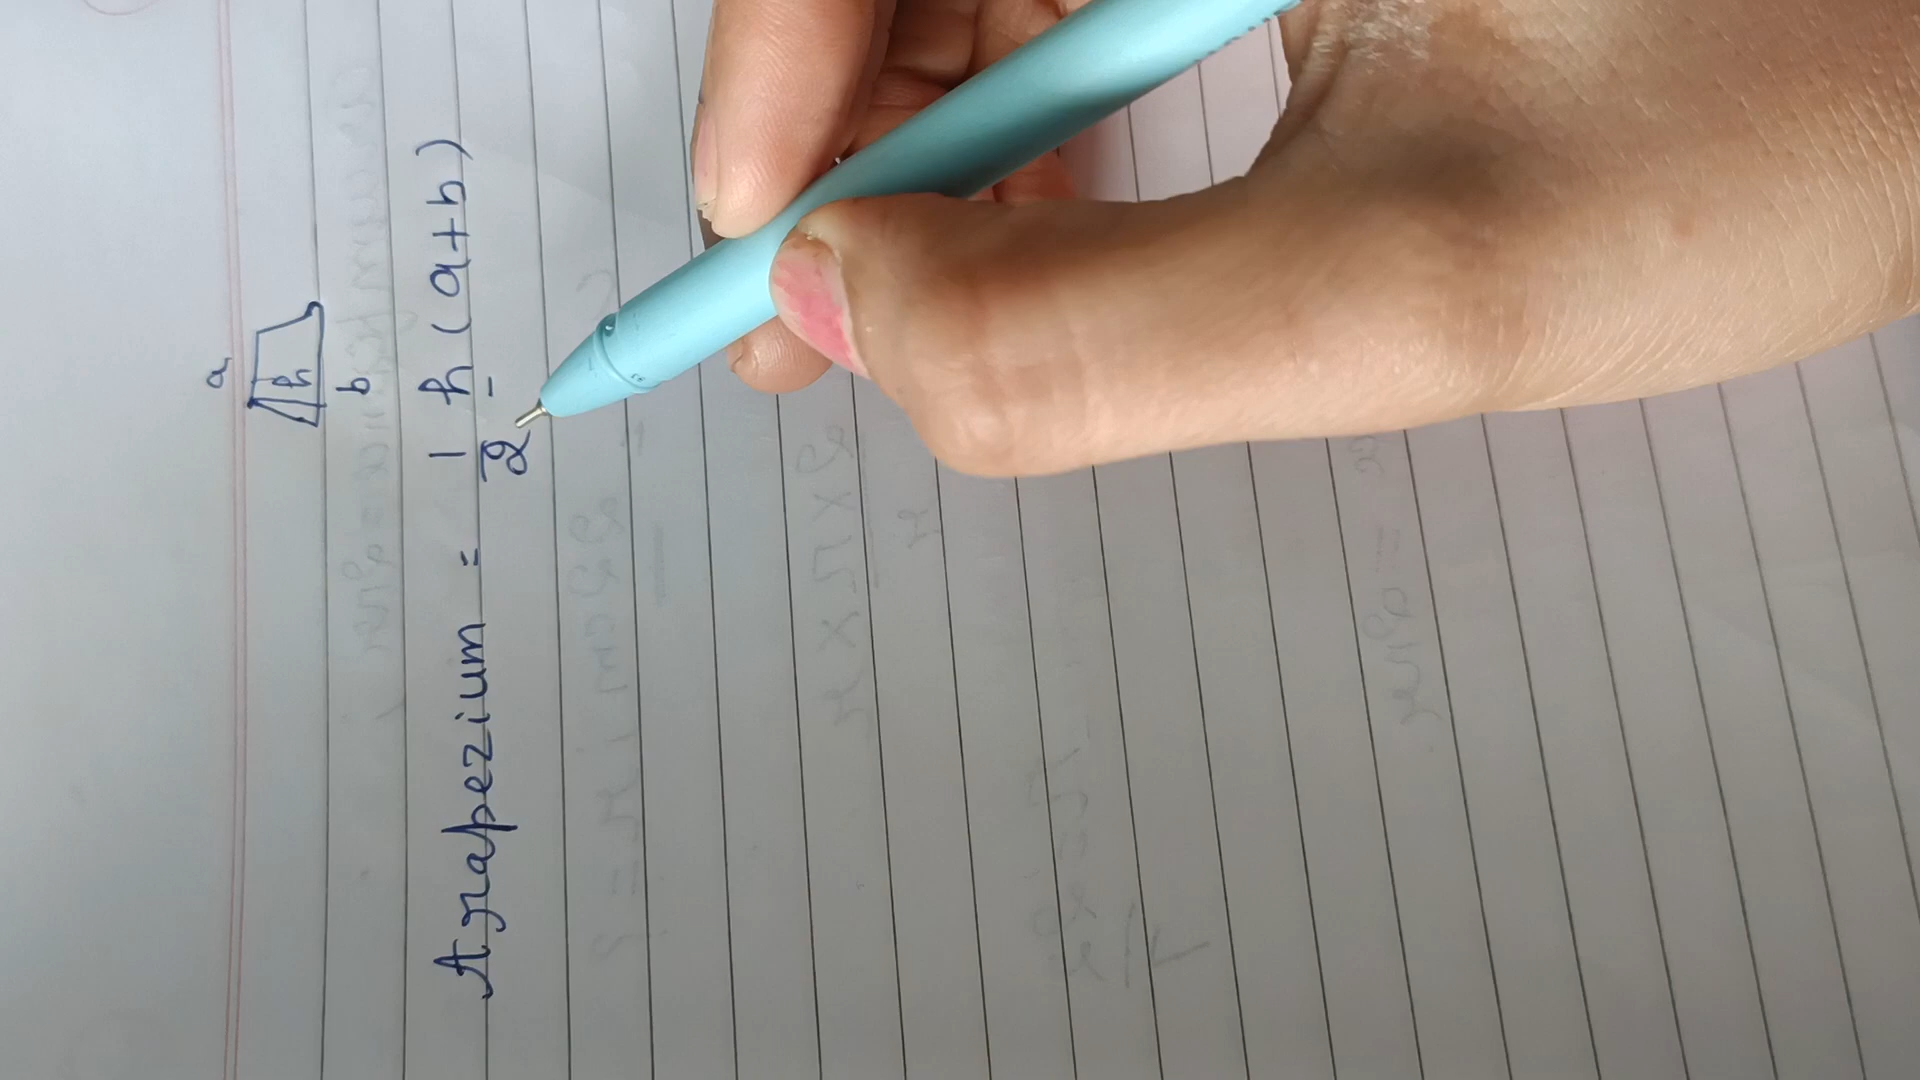 a
h
b
A trapezium = 1/2 h (a+b)